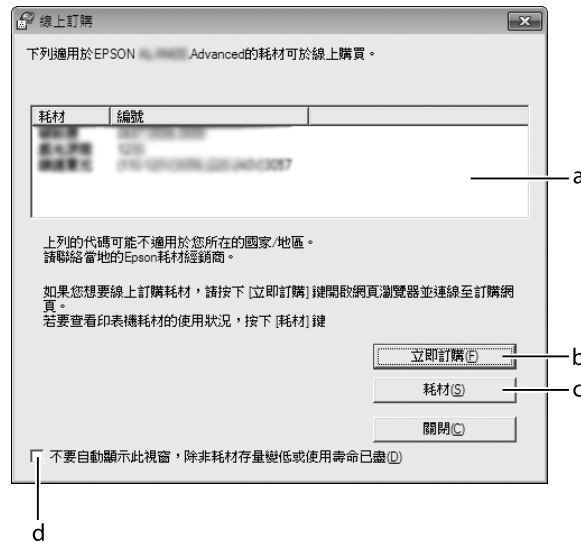 線上訂購
下列適用於EPSON Advanced的耗材可於線上購買。
耗材 編號
3057
a
上列的代碼可能不適用於您所在的國家/地區。
請聯絡當地的Epson耗材經銷商。
如果您想要線上訂購耗材，請按下 [立即訂購] 鍵開啟網頁瀏覽器並連線至訂購網
頁。
若要查看印表機耗材的使用狀況，按下 [耗材] 鍵
立即訂購(F) b
耗材(S) c
關閉(C)
不要自動顯示此視窗，除非耗材存量變低或使用壽命已盡(D)
d